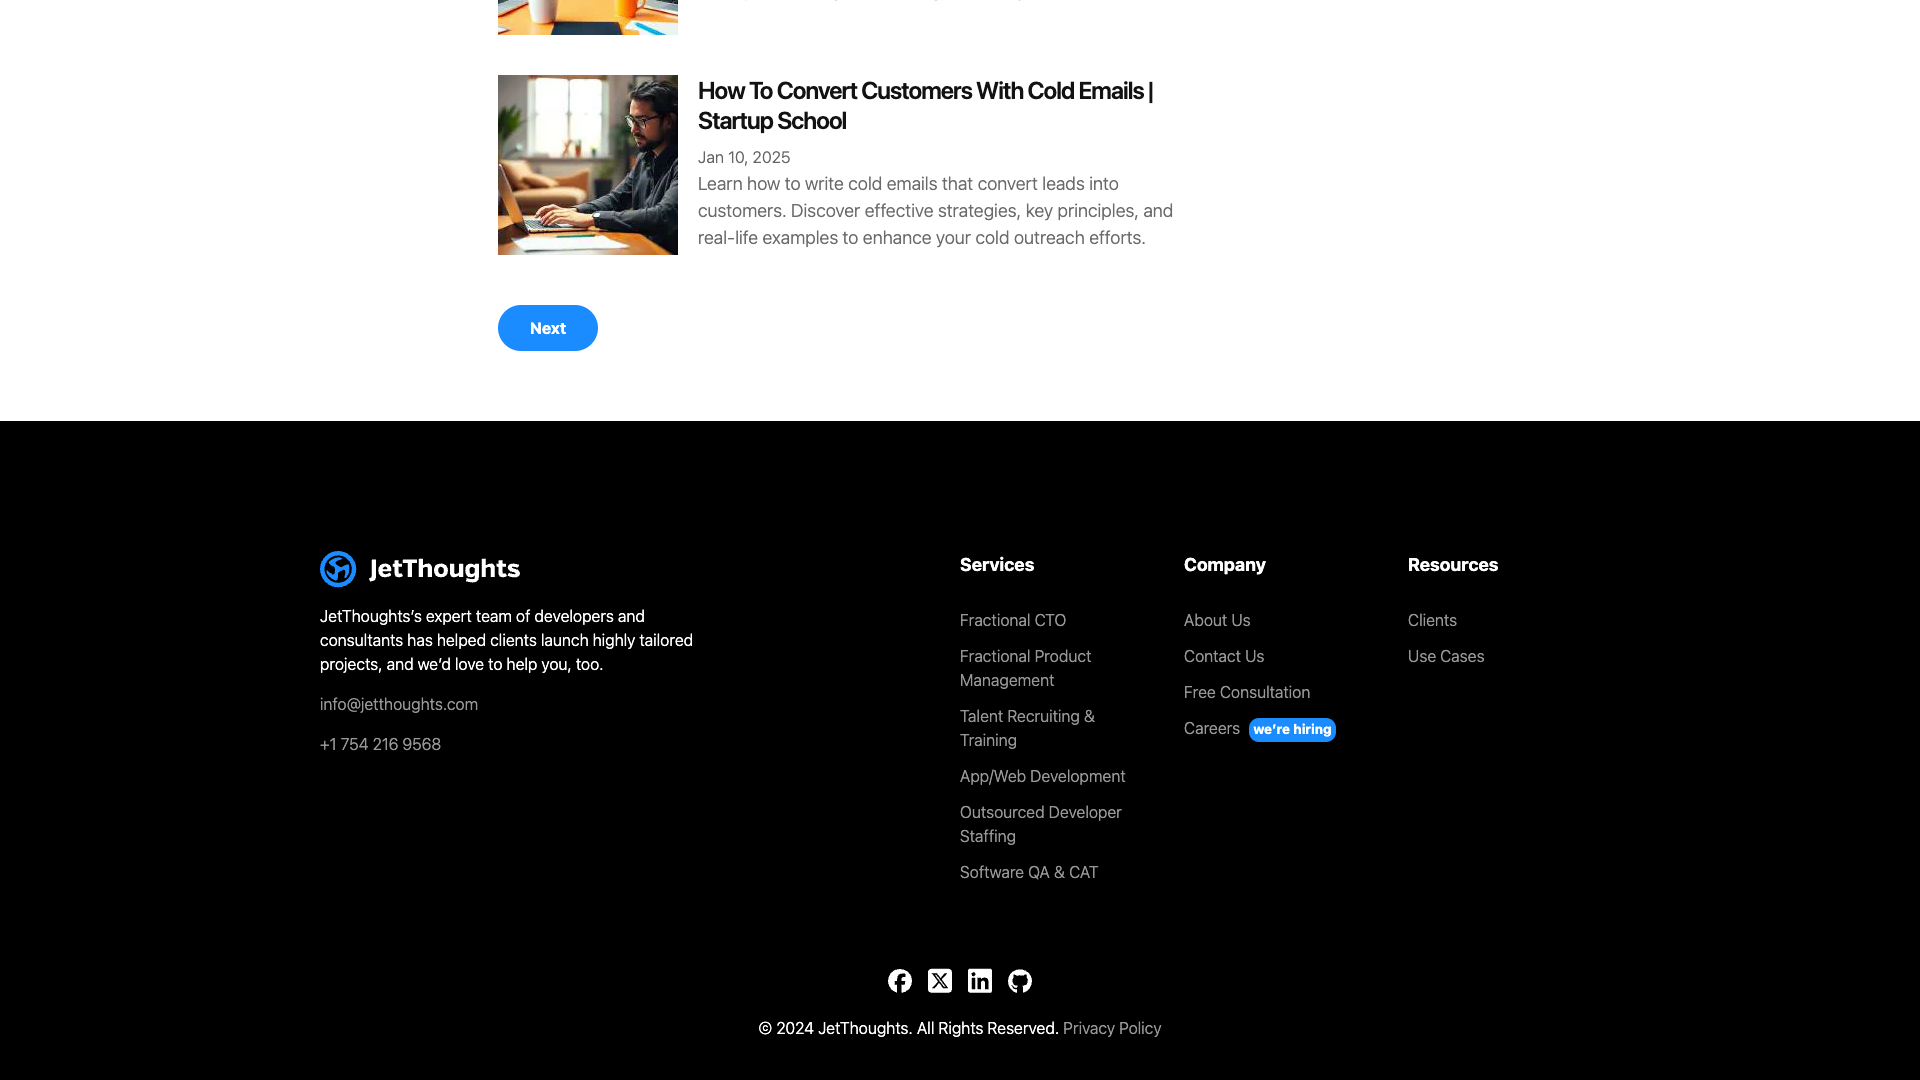 How To Convert Customers With Cold Emails |
Startup School
Jan 10, 2025
Learn how to write cold emails that convert leads into
customers. Discover effective strategies, key principles, and
real-life examples to enhance your cold outreach efforts.
Next
JetThoughts
JetThoughts’s expert team of developers and
consultants has helped clients launch highly tailored
projects, and we’d love to help you, too.
info@jetthoughts.com
+1 754 216 9568
Services
Fractional CTO
Fractional Product
Management
Talent Recruiting &
Training
App/Web Development
Outsourced Developer
Staffing
Software QA & CAT
Company
About Us
Contact Us
Free Consultation
Careers we’re hiring
Resources
Clients
Use Cases
© 2024 JetThoughts. All Rights Reserved. Privacy Policy